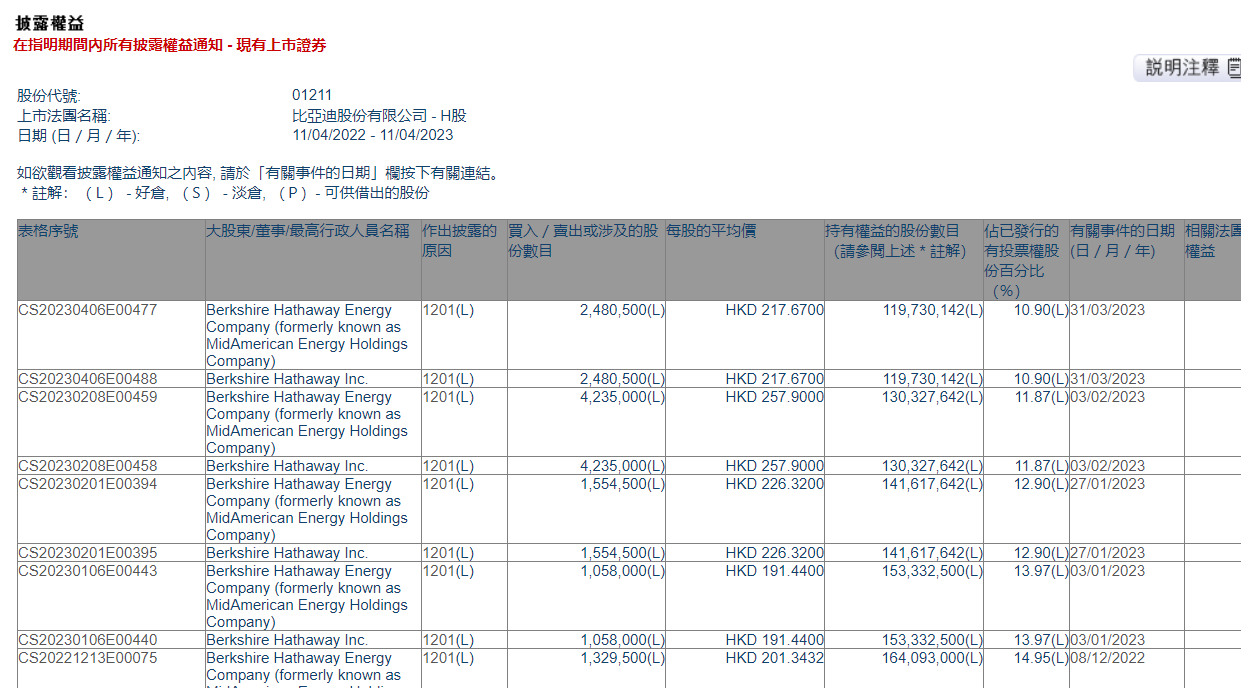 披露權益
在指明期間內所有披露權益通知 - 現有上市證券
説明注釋
股份代號: 01211
上市法團名稱: 比亞迪股份有限公司 - H股
日期 (日 / 月 / 年): 11/04/2022 - 11/04/2023
如欲觀看披露權益通知之內容, 請於「有關事件的日期」欄按下有關連結。
* 註解： （L） - 好倉, （S） - 淡倉, （P） - 可供借出的股份
表格序號 大股東/董事/最高行政人員名稱 作出披露的 買入 / 賣出或涉及的股 每股的平均價 持有權益的股份數目 佔已發行的 有關事件的日期 相關法團
原因 份數目 （請參閱上述 * 註解） 有投票權股 (日 / 月 / 年) 權益
份百分比
（%）
CS20230406E00477 Berkshire Hathaway Energy 1201(L) 2,480,500(L) HKD 217.6700 119,730,142(L) 10.90(L) 31/03/2023
Company (formerly known as
MidAmerican Energy Holdings
Company)
CS20230406E00488 Berkshire Hathaway Inc. 1201(L) 2,480,500(L) HKD 217.6700 119,730,142(L) 10.90(L) 31/03/2023
CS20230208E00459 Berkshire Hathaway Energy 1201(L) 4,235,000(L) HKD 257.9000 130,327,642(L) 11.87(L) 03/02/2023
Company (formerly known as
MidAmerican Energy Holdings
Company)
CS20230208E00458 Berkshire Hathaway Inc. 1201(L) 4,235,000(L) HKD 257.9000 130,327,642(L) 11.87(L) 03/02/2023
CS20230201E00394 Berkshire Hathaway Energy 1201(L) 1,554,500(L) HKD 226.3200 141,617,642(L) 12.90(L) 27/01/2023
Company (formerly known as
MidAmerican Energy Holdings
Company)
CS20230201E00395 Berkshire Hathaway Inc. 1201(L) 1,554,500(L) HKD 226.3200 141,617,642(L) 12.90(L) 27/01/2023
CS20230106E00443 Berkshire Hathaway Energy 1201(L) 1,058,000(L) HKD 191.4400 153,332,500(L) 13.97(L) 03/01/2023
Company (formerly known as
MidAmerican Energy Holdings
Company)
CS20230106E00440 Berkshire Hathaway Inc. 1201(L) 1,058,000(L) HKD 191.4400 153,332,500(L) 13.97(L) 03/01/2023
CS20221213E00075 Berkshire Hathaway Energy 1201(L) 1,329,500(L) HKD 201.3432 164,093,000(L) 14.95(L) 08/12/2022
Company (formerly known as